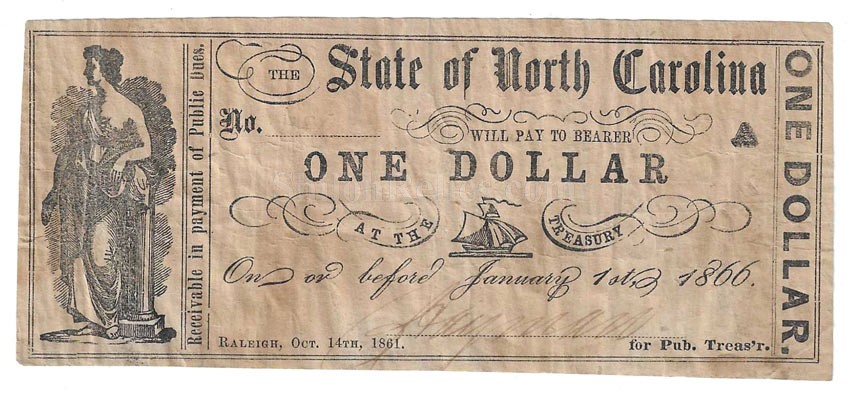 Receivable in payment of Public Dues.
THE State of North Carolina
No.
WILL PAY TO BEARER
A
ONE DOLLAR
AT THE TREASURY
On or before January 1st, 1866.
RALEIGH, OCT. 14TH, 1861.
for Pub. Treas'r.
ONE DOLLAR.